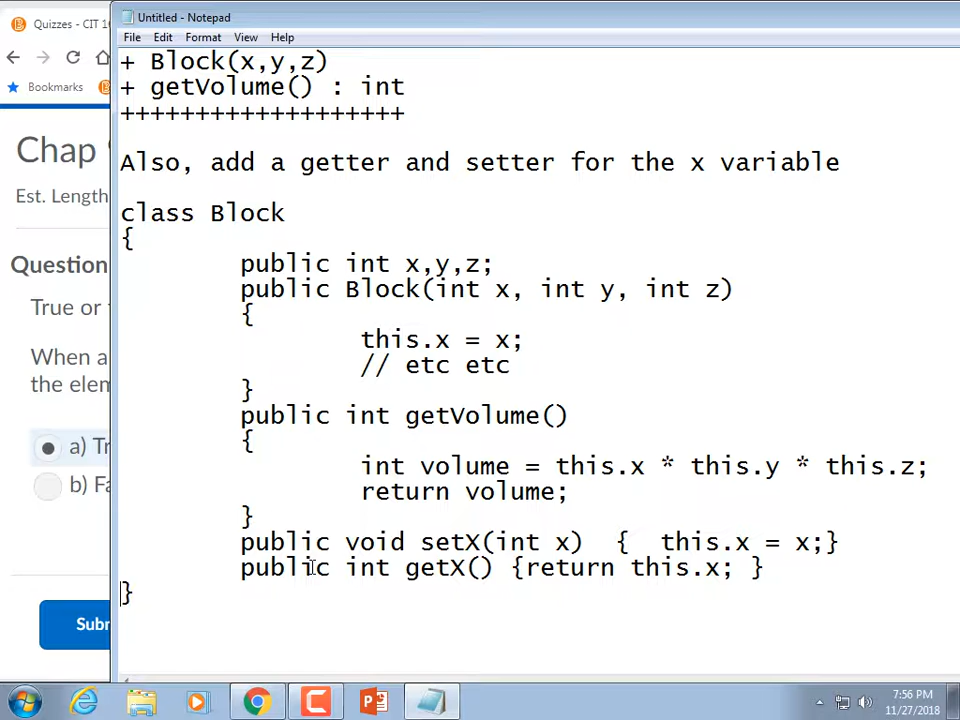 Quizzes - CIT 1
Untitled - Notepad
File Edit Format View Help
Bookmarks
+ Block(x,y,z)
+ getVolume() : int
+++++++++++++++++++
Chap
Also, add a getter and setter for the x variable
Est. Length
class Block
{
Question
public int x,y,z;
public Block(int x, int y, int z)
True or
{
this.x = x;
When a
// etc etc
the elem
}
public int getVolume()
{
a) Tr
int volume = this.x * this.y * this.z;
b) Fa
return volume;
}
public void setX(int x) { this.x = x;}
public int getX() {return this.x; }
}
Subm
7:56 PM
11/27/2018